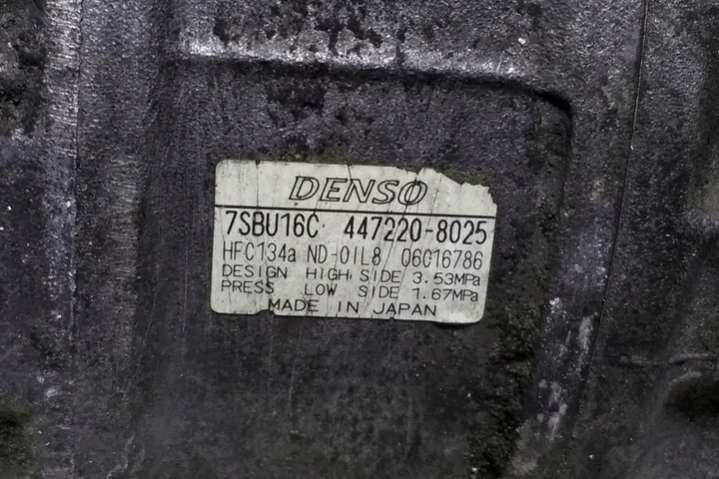 DENSO
7SBU16C 447220-8025
HFC134a ND-OIL8 06016786
DESIGN HIGH SIDE 3.53MPa
PRESS LOW SIDE 1.67MPa
MADE IN JAPAN